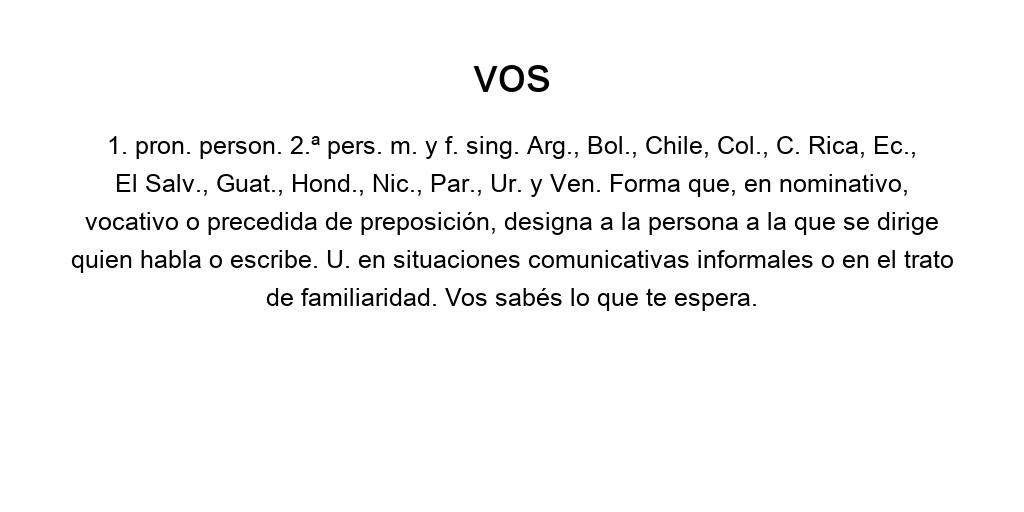 vos
1. pron. person. 2.ª pers. m. y f. sing. Arg., Bol., Chile, Col., C. Rica, Ec.,
El Salv., Guat., Hond., Nic., Par., Ur. y Ven. Forma que, en nominativo,
vocativo o precedida de preposición, designa a la persona a la que se dirige
quien habla o escribe. U. en situaciones comunicativas informales o en el trato
de familiaridad. Vos sabés lo que te espera.